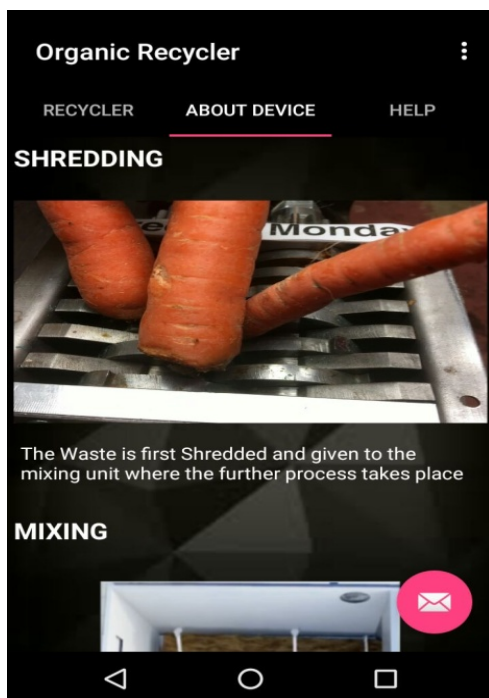 Organic Recycler
RECYCLER ABOUT DEVICE HELP
SHREDDING
Monday
The Waste is first Shredded and given to the
mixing unit where the further process takes place
MIXING